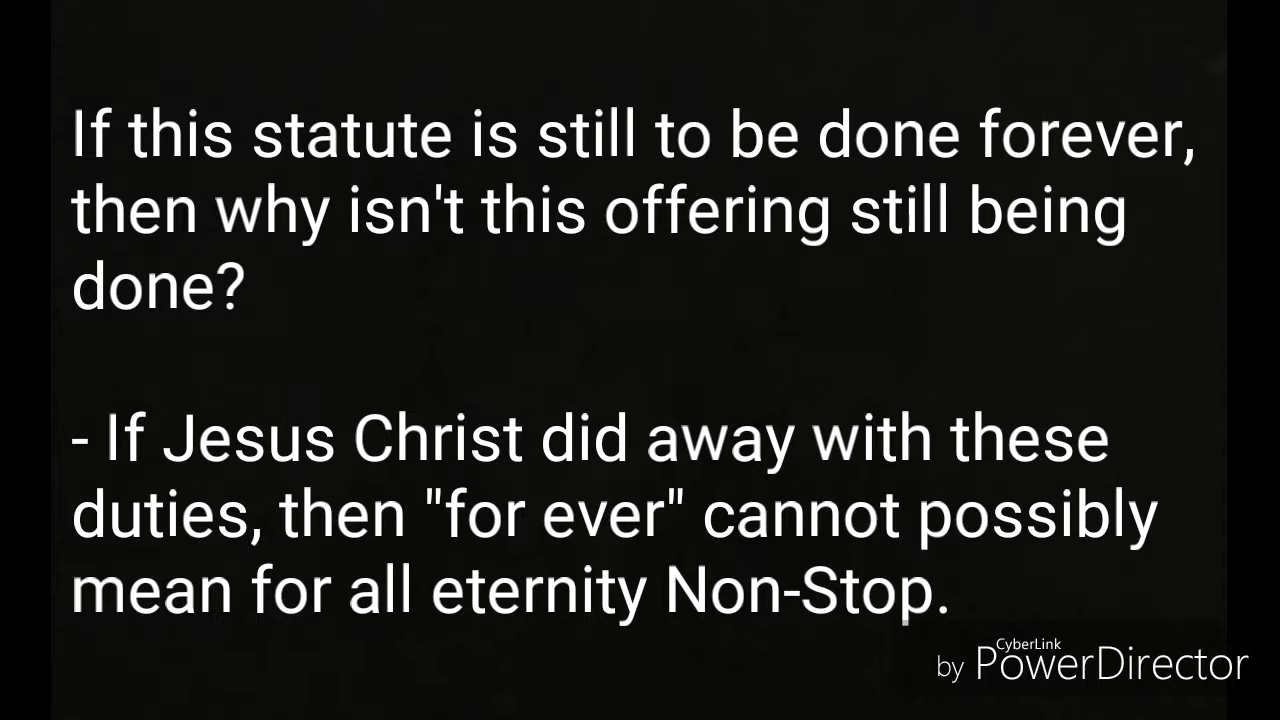 If this statute is still to be done forever,
then why isn't this offering still being
done?
- If Jesus Christ did away with these
duties, then "for ever" cannot possibly
mean for all eternity Non-Stop.
CyberLink
by PowerDirector